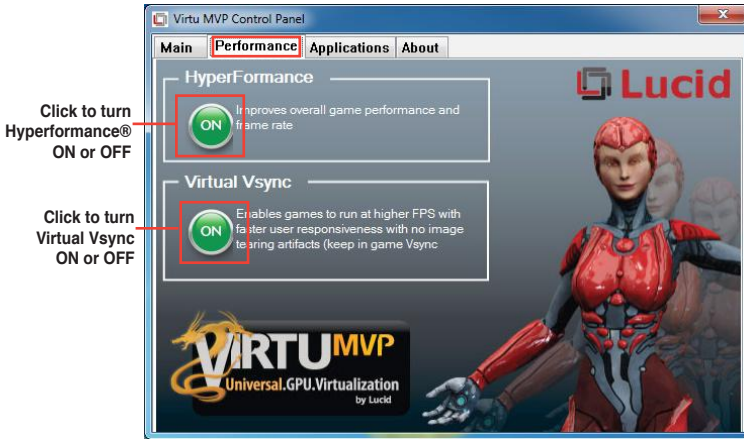 Virtu MVP Control Panel
x
Main Performance Applications About
HyperFormance
Click to turn
Hyperformance®
ON or OFF
ON
Improves overall game performance and
frame rate
Lucid
Virtual Vsync
Click to turn
Virtual Vsync
ON or OFF
ON
Enables games to run at higher FPS with
faster user responsiveness with no image
tearing artifacts (keep in game Vsync
VIRTUMVP
Universal.GPU.Virtualization
by Lucid